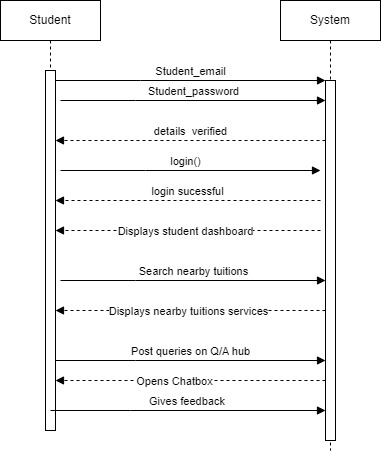 Student
System
Student_email
Student_password
details verified
login()
login sucessful
Displays student dashboard
Search nearby tuitions
Displays nearby tuitions services
Post queries on Q/A hub
Opens Chatbox
Gives feedback